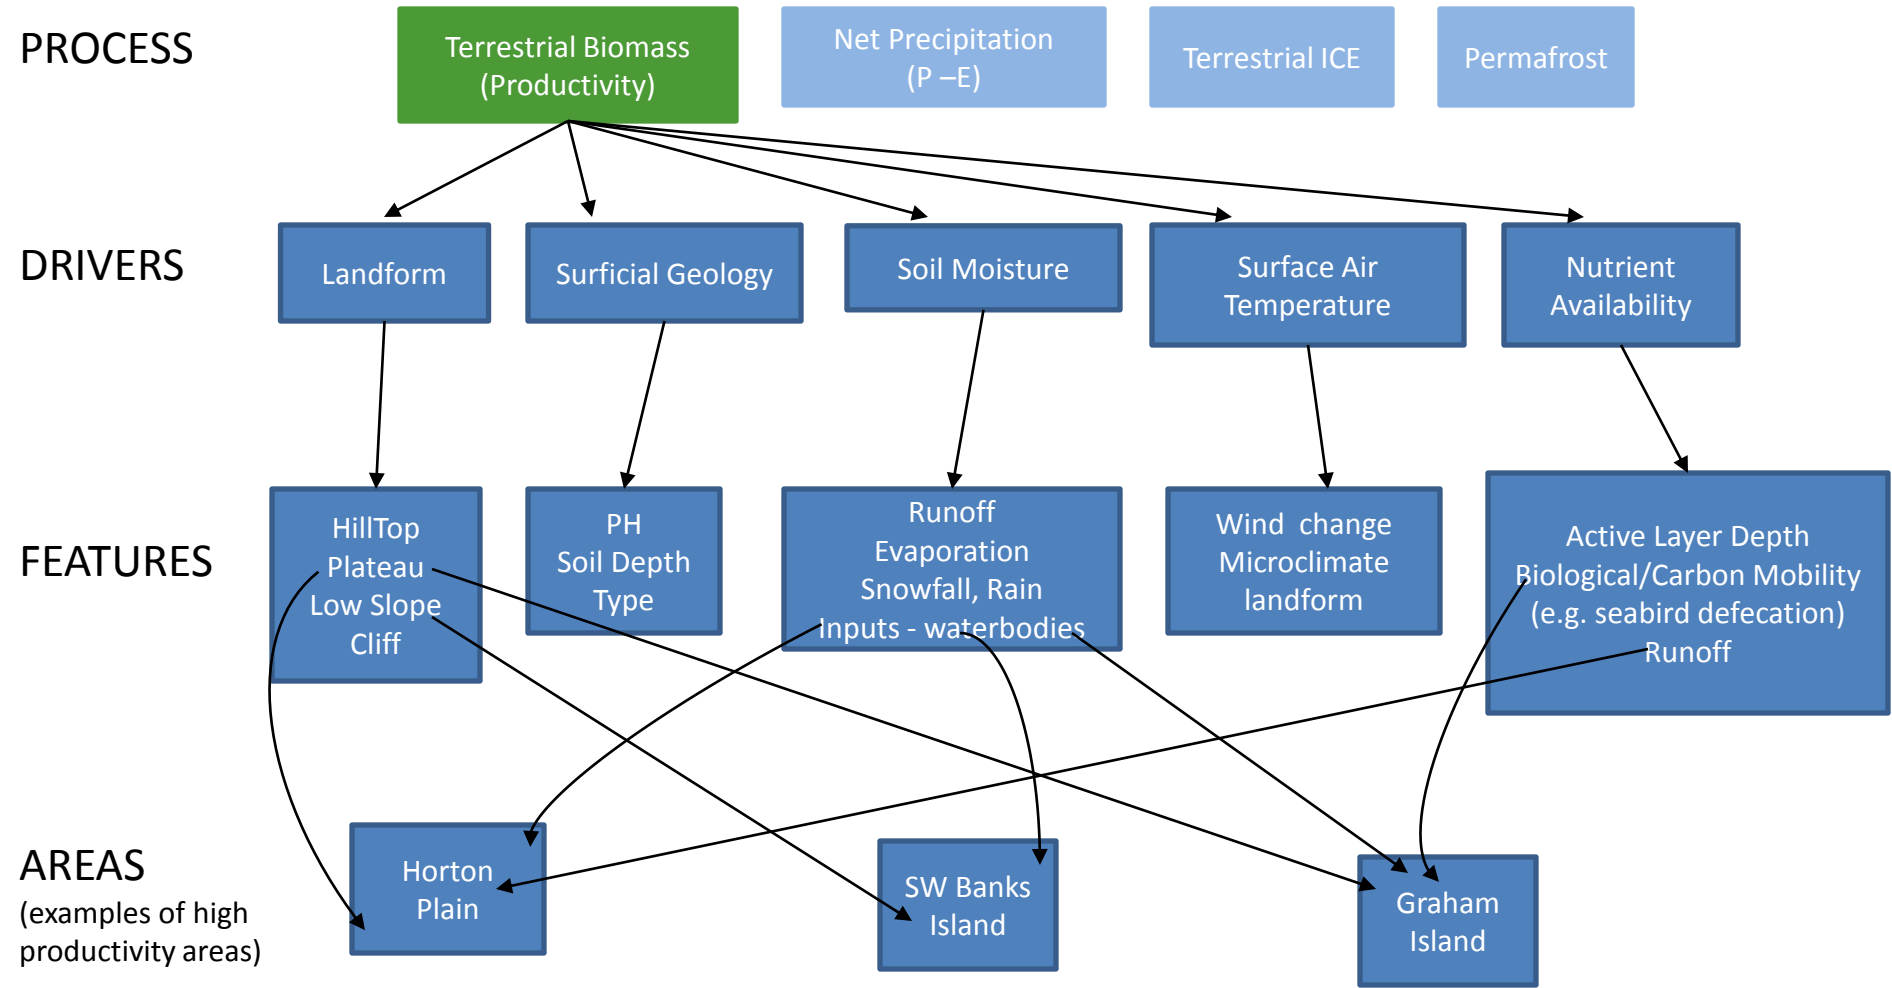 PROCESS
Terrestrial Biomass
(Productivity)
Net Precipitation
(P –E)
Terrestrial ICE
Permafrost
DRIVERS
Landform
Surficial Geology
Soil Moisture
Surface Air
Temperature
Nutrient
Availability
FEATURES
HillTop
Plateau
Low Slope
Cliff
PH
Soil Depth
Type
Runoff
Evaporation
Snowfall, Rain
Inputs - waterbodies
Wind change
Microclimate
landform
Active Layer Depth
Biological/Carbon Mobility
(e.g. seabird defecation)
Runoff
AREAS
(examples of high
productivity areas)
Horton
Plain
SW Banks
Island
Graham
Island